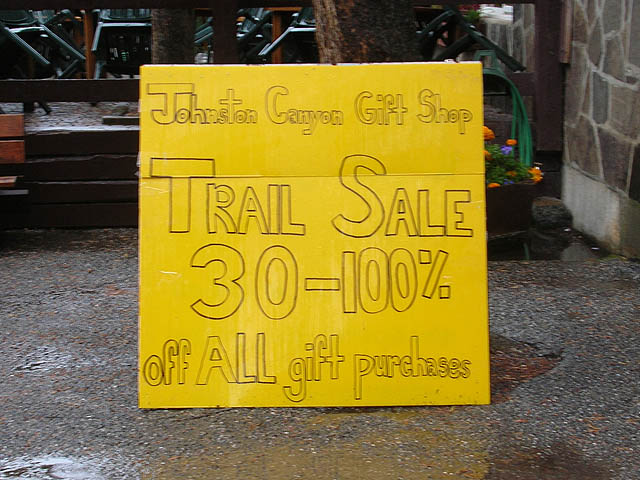 Johnston Canyon Gift Shop
TRAIL SALE
30-100%
off ALL gift purchases